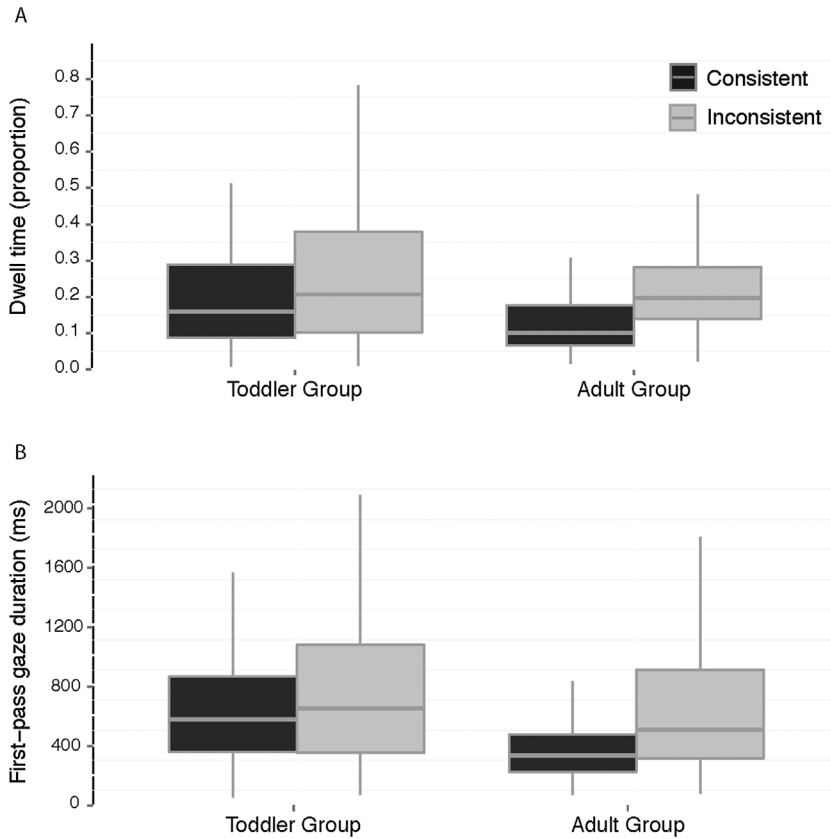 A
Dwell time (proportion)
0.8
0.7
0.6
0.5
0.4
0.3
0.2
0.1
0.0
Consistent
Inconsistent
Toddler Group
Adult Group
B
First–pass gaze duration (ms)
2000
1600
1200
800
400
0
Toddler Group
Adult Group